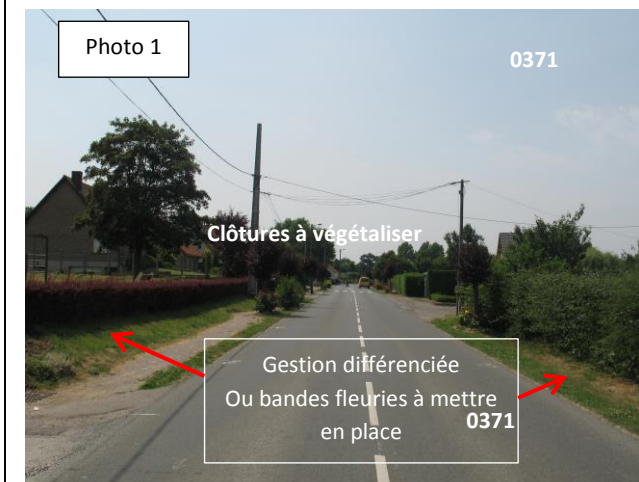 Photo 1
0371
Clôtures à végétaliser
Gestion différenciée
Ou bandes fleuries à mettre
en place
0371